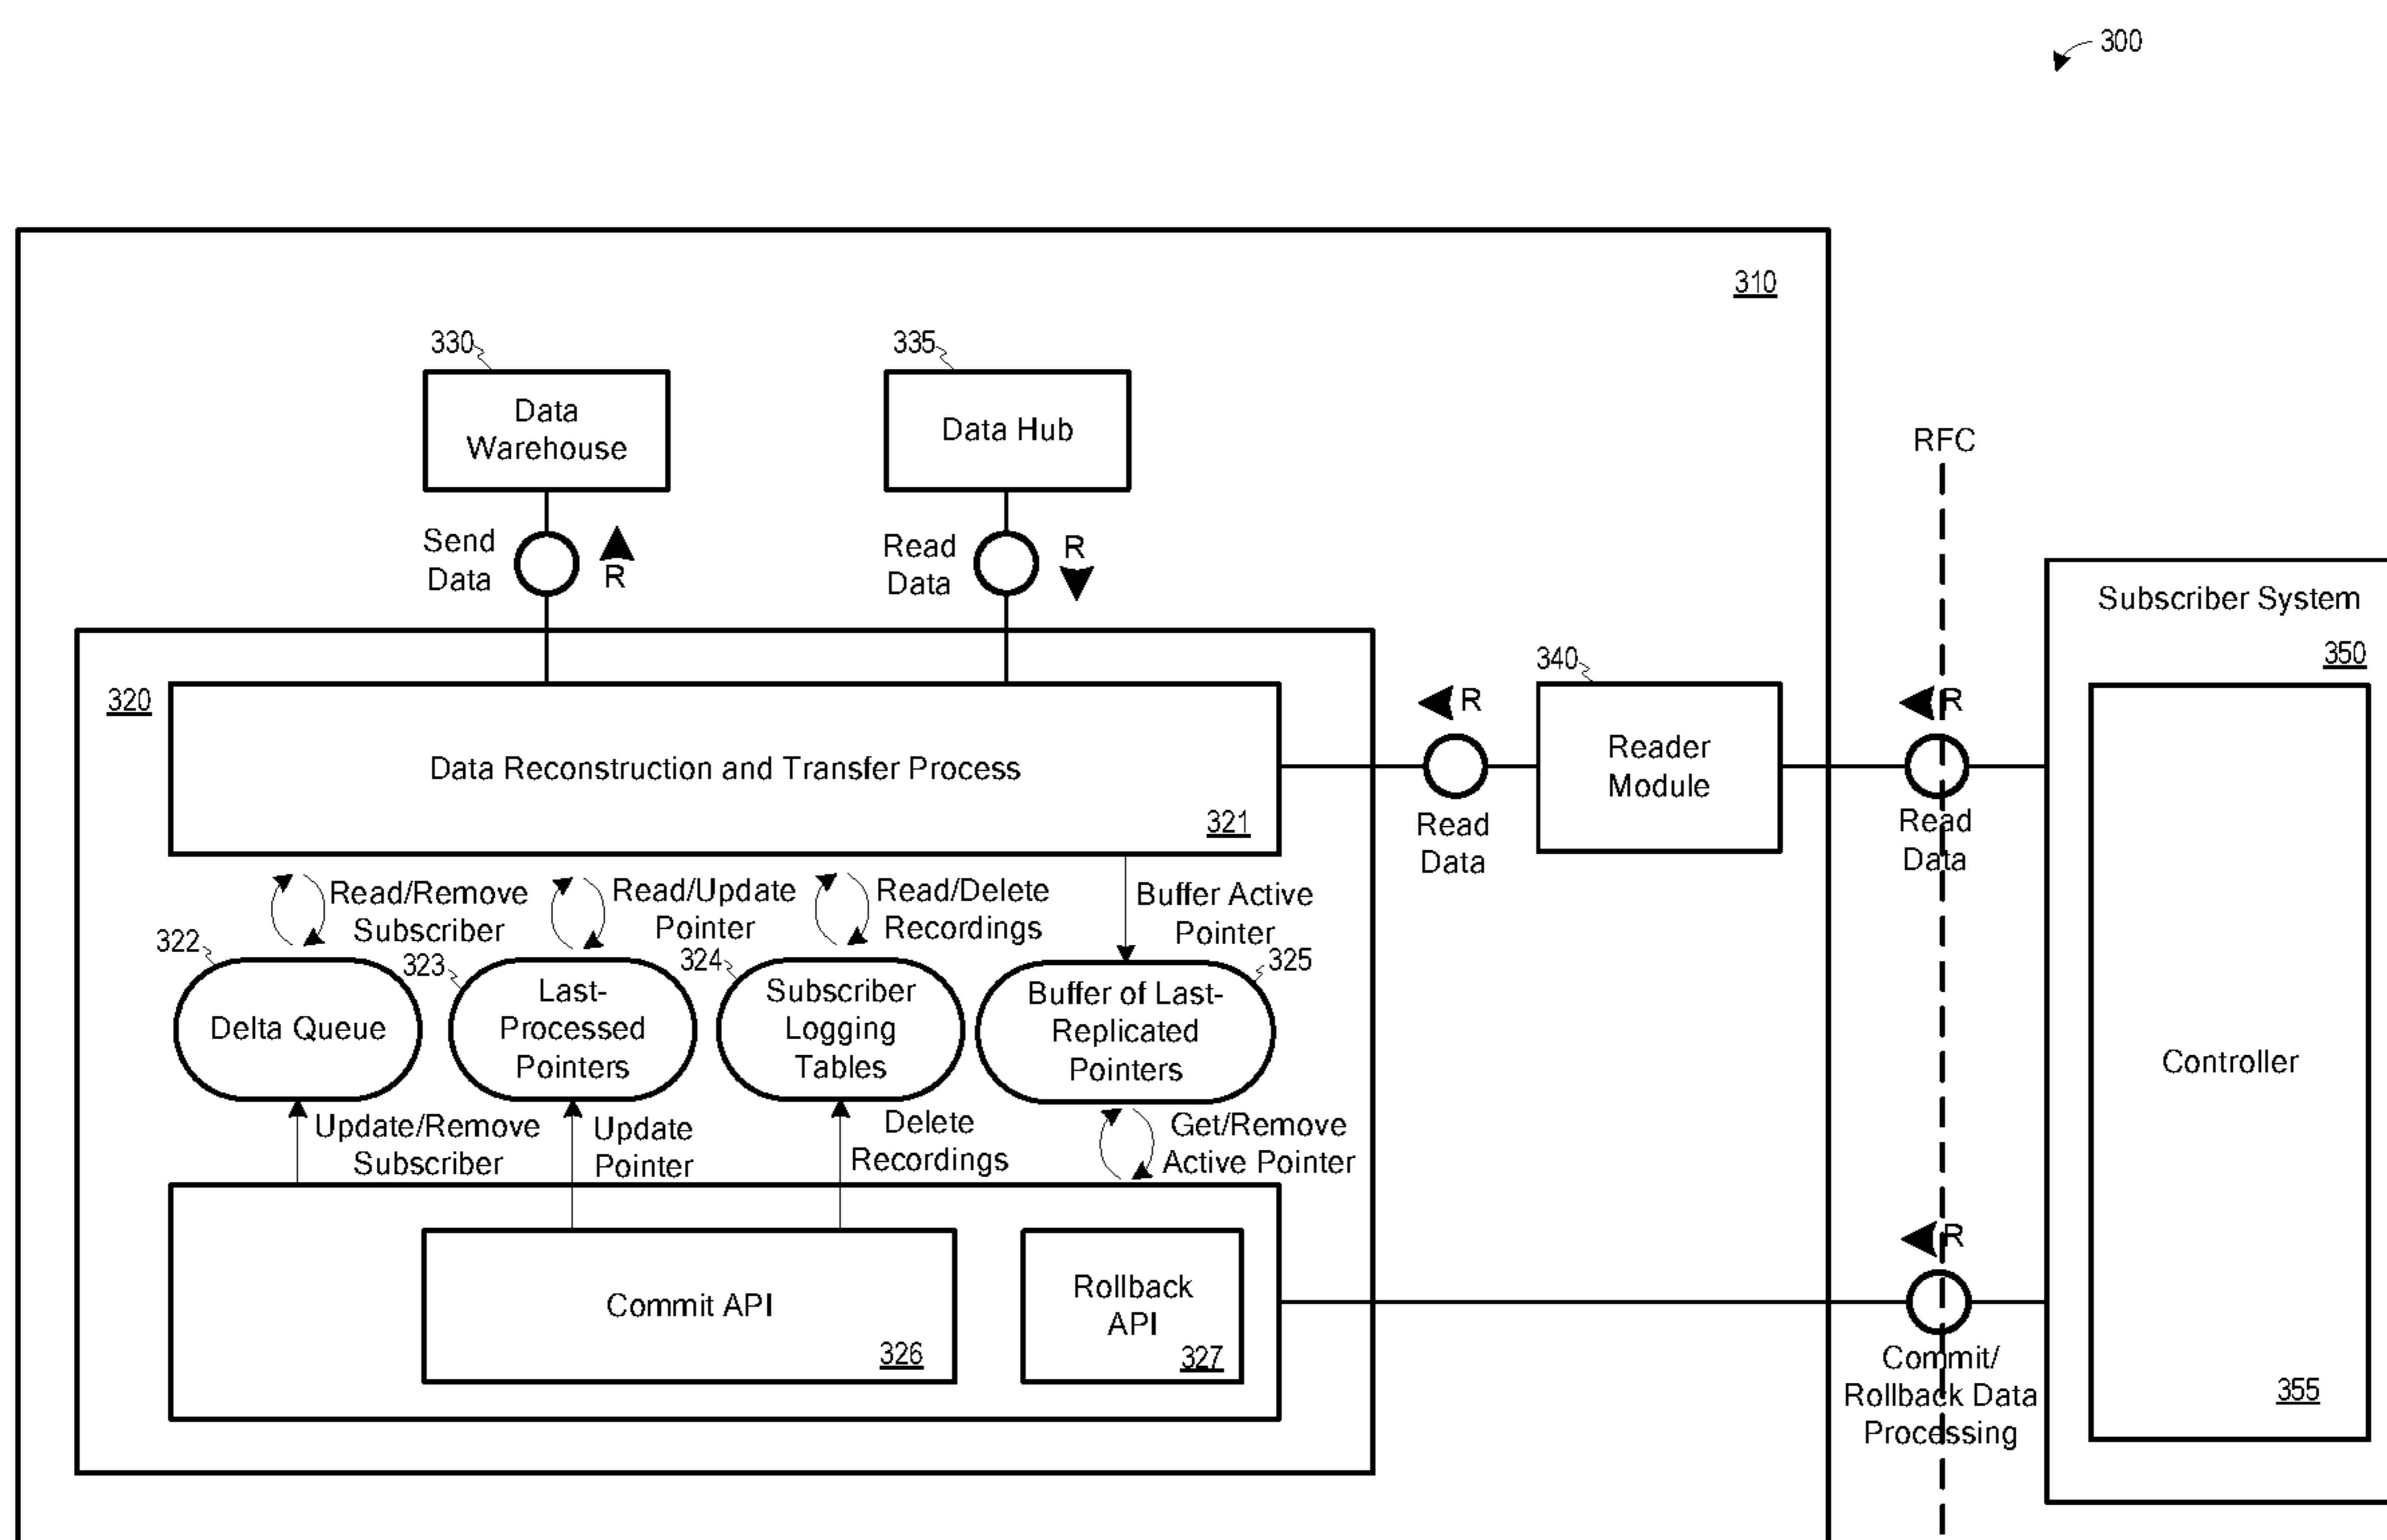 300
310
330
335
Data
Warehouse
Data Hub
RFC
Send
Data
R
Read
Data
R
Subscriber System
350
340
320
R
R
Data Reconstruction and Transfer Process
321
Reader
Module
Read
Data
Read
Data
Read/Remove
Subscriber
Read/Update
Pointer
Read/Delete
Recordings
Buffer Active
Pointer
322
323
324
325
Delta Queue
Last-
Processed
Pointers
Subscriber
Logging
Tables
Buffer of Last-
Replicated
Pointers
Controller
Update/Remove
Subscriber
Update
Pointer
Delete
Recordings
Get/Remove
Active Pointer
R
Commit API
326
Rollback
API
327
Commit/
Rollback Data
Processing
355